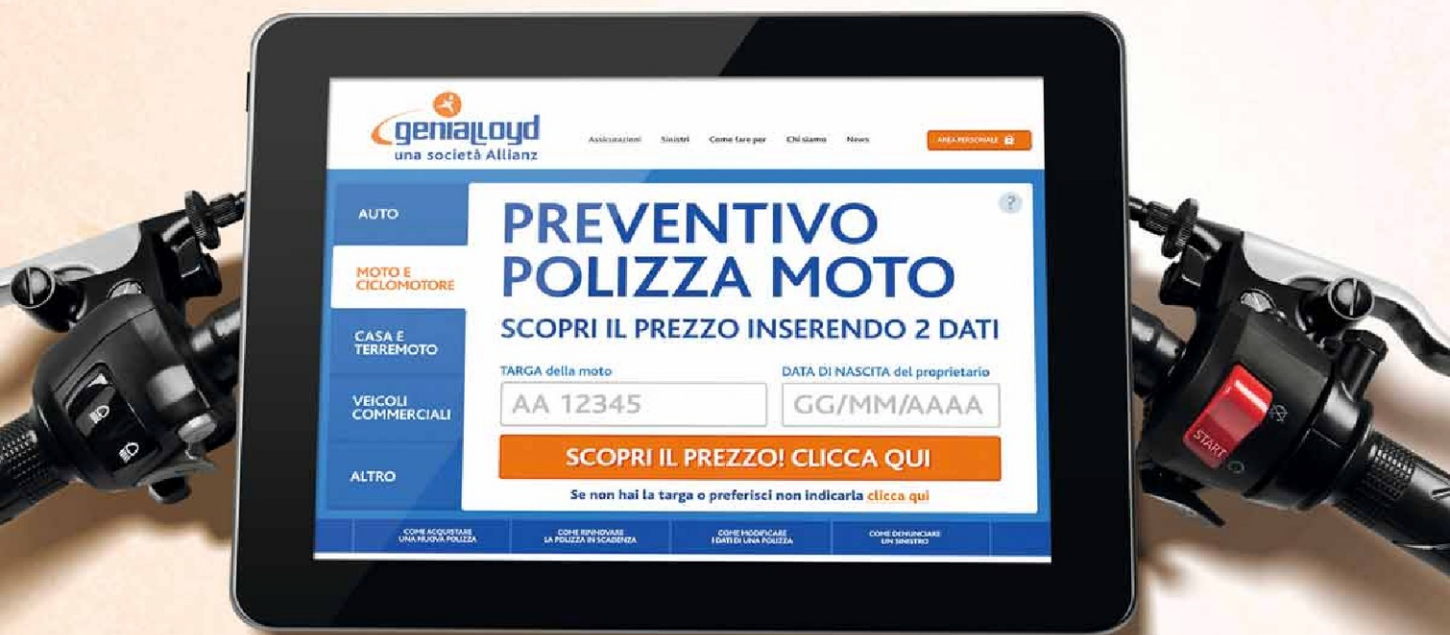 genialloyd
una società Allianz
Assicurazioni Sinistri Come fare per Chi siamo News AREA PERSONALE
AUTO
MOTO E
CICLOMOTORE
CASA E
TERREMOTO
VEICOLI
COMMERCIALI
ALTRO
?
PREVENTIVO
POLIZZA MOTO
SCOPRI IL PREZZO INSERENDO 2 DATI
TARGA della moto
AA 12345
DATA DI NASCITA del proprietario
GG/MM/AAAA
SCOPRI IL PREZZO! CLICCA QUI
Se non hai la targa o preferisci non indicarla clicca qui
COME ACQUISTARE
UNA NUOVA POLIZZA
COME RINNOVARE
LA POLIZZA IN SCADENZA
COME MODIFICARE
I DATI DI UNA POLIZZA
COME DENUNCIARE
UN SINISTRO
START